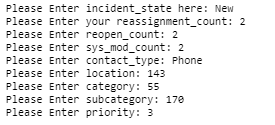 Please Enter incident_state here: New
Please Enter your reassignment_count: 2
Please Enter reopen_count: 2
Please Enter sys_mod_count: 2
Please Enter contact_type: Phone
Please Enter location: 143
Please Enter category: 55
Please Enter subcategory: 170
Please Enter priority: 3